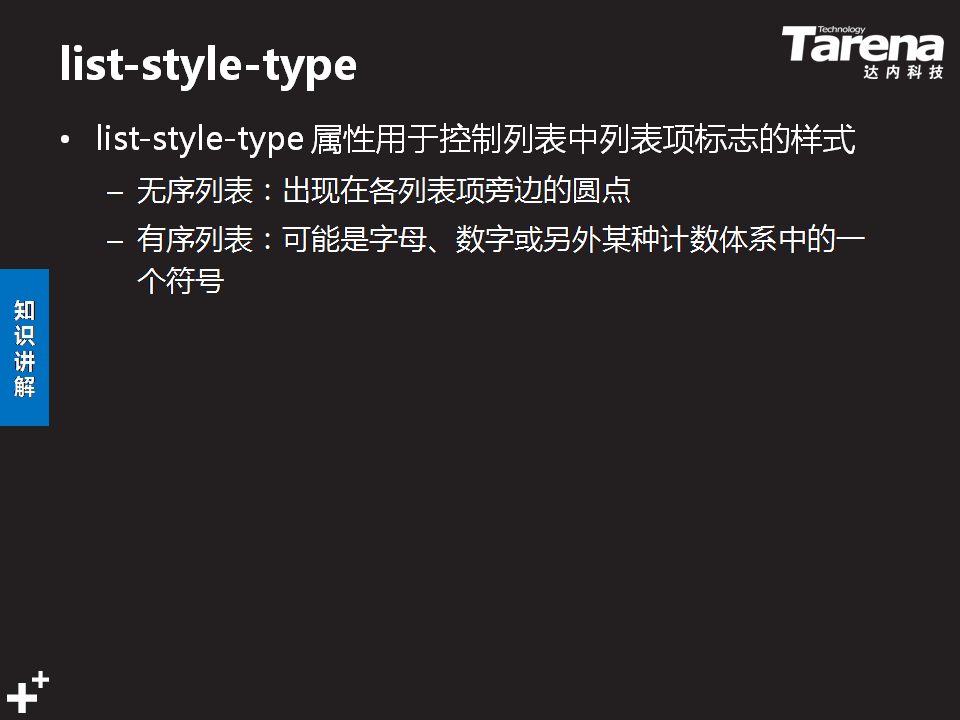 list-style-type
Technology
Tarena
达内科技
• list-style-type 属性用于控制列表中列表项标志的样式
– 无序列表：出现在各列表项旁边的圆点
– 有序列表：可能是字母、数字或另外某种计数体系中的一
个符号
知
识
讲
解